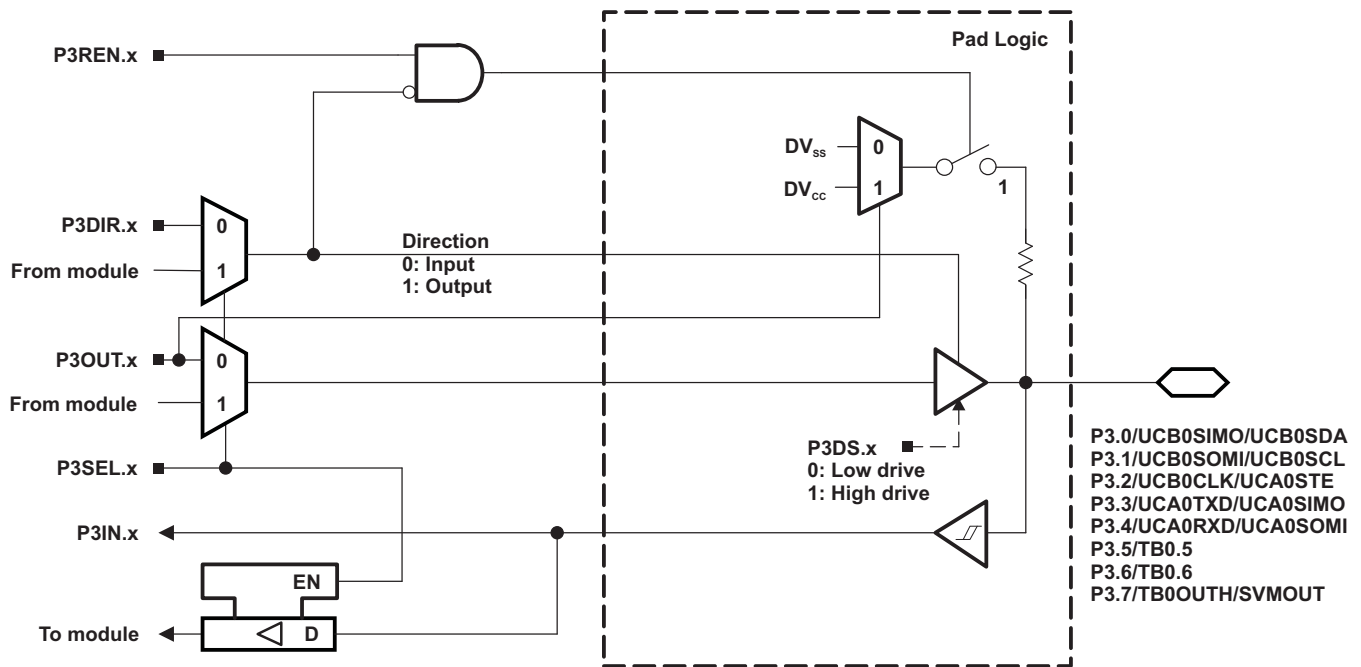 Pad Logic
P3REN.x
DVSS
0
DVCC
1
1
P3DIR.x
0
From module
1
Direction
0: Input
1: Output
P3OUT.x
0
From module
1
P3SEL.x
P3DS.x
0: Low drive
1: High drive
P3IN.x
EN
To module
D
P3.0/UCB0SIMO/UCB0SDA
P3.1/UCB0SOMI/UCB0SCL
P3.2/UCB0CLK/UCA0STE
P3.3/UCA0TXD/UCA0SIMO
P3.4/UCA0RXD/UCA0SOMI
P3.5/TB0.5
P3.6/TB0.6
P3.7/TB0OUTH/SVMOUT